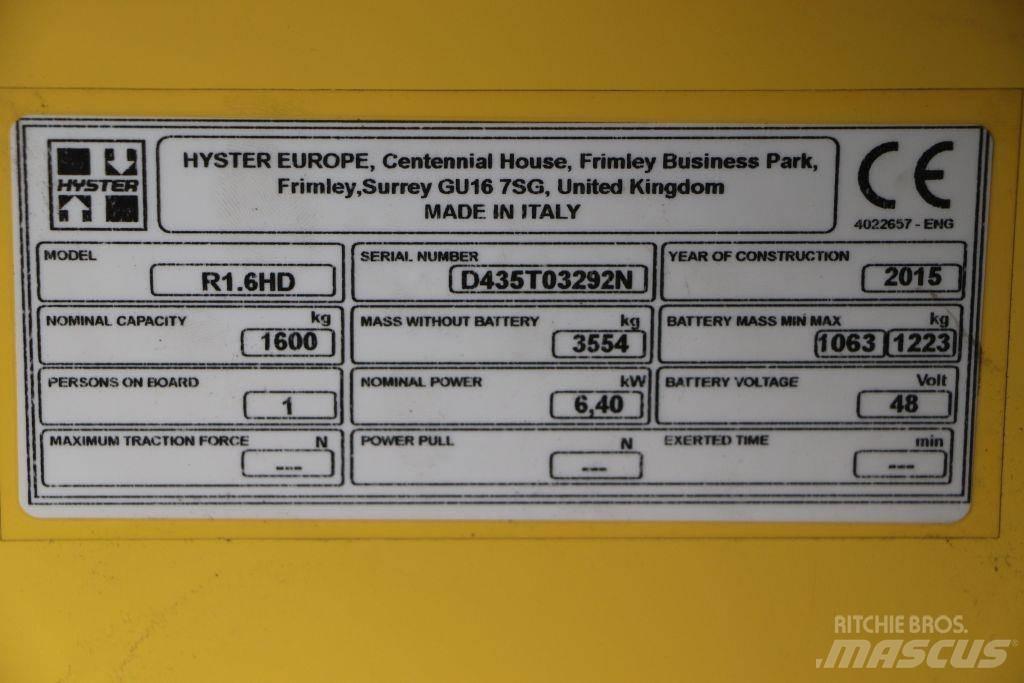 HYSTER
HYSTER EUROPE, Centennial House, Frimley Business Park,
Frimley,Surrey GU16 7SG, United Kingdom
MADE IN ITALY
CE
4022657 - ENG
MODEL
R1.6HD
SERIAL NUMBER
D435T03292N
YEAR OF CONSTRUCTION
2015
NOMINAL CAPACITY kg
1600
MASS WITHOUT BATTERY kg
3554
BATTERY MASS MIN MAX kg
1063 1223
PERSONS ON BOARD
1
NOMINAL POWER kW
6,40
BATTERY VOLTAGE Volt
48
MAXIMUM TRACTION FORCE N
---
POWER PULL N
---
EXERTED TIME min
---
RITCHIE BROS.
MASCUS